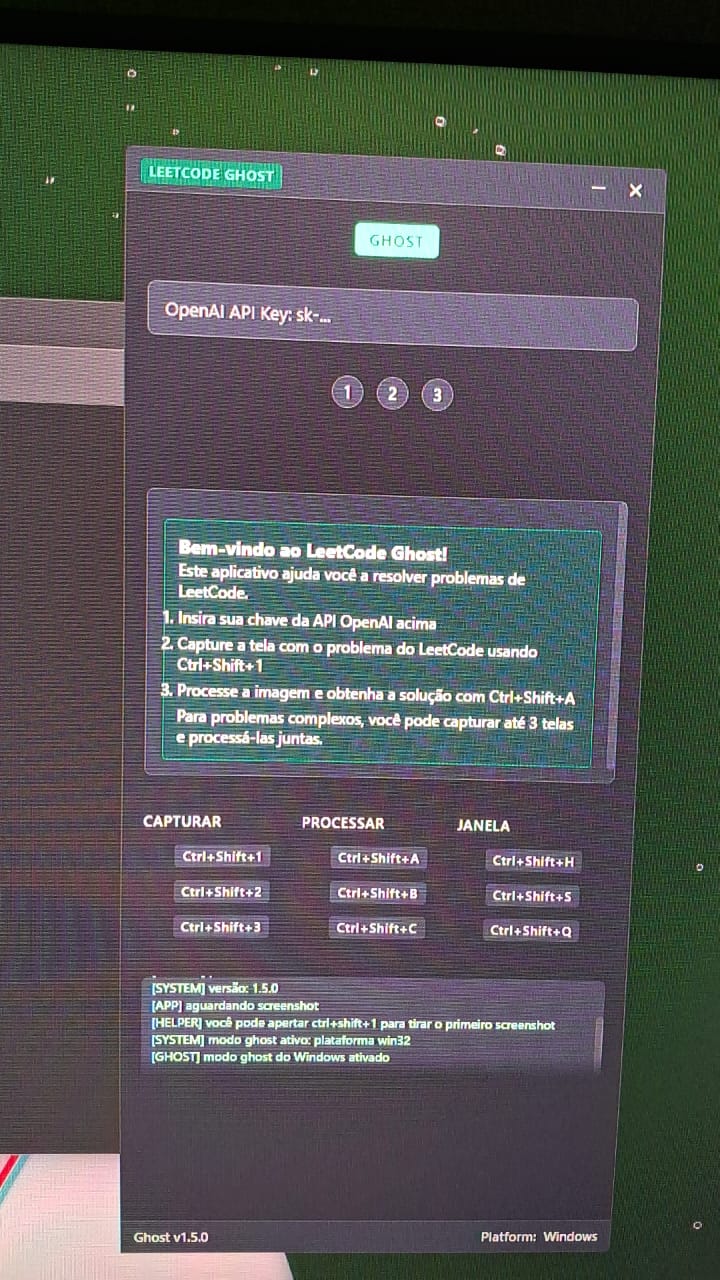 LEETCODE GHOST
GHOST
OpenAI API Key: sk-...
1 2 3
Bem-vindo ao LeetCode Ghost!
Este aplicativo ajuda você a resolver problemas de
LeetCode.
1. Insira sua chave da API OpenAI acima
2. Capture a tela com o problema do LeetCode usando
Ctrl+Shift+1
3. Processe a imagem e obtenha a solução com Ctrl+Shift+A
Para problemas complexos, você pode capturar até 3 telas
e processá-las juntas.
CAPTURAR PROCESSAR JANELA
Ctrl+Shift+1 Ctrl+Shift+A Ctrl+Shift+H
Ctrl+Shift+2 Ctrl+Shift+B Ctrl+Shift+S
Ctrl+Shift+3 Ctrl+Shift+C Ctrl+Shift+Q
[SYSTEM] versão: 1.5.0
[APP] aguardando screenshot
[HELPER] você pode apertar ctrl+shift+1 para tirar o primeiro screenshot
[SYSTEM] modo ghost ativo: plataforma win32
[GHOST] modo ghost do Windows ativado
Ghost v1.5.0 Platform: Windows